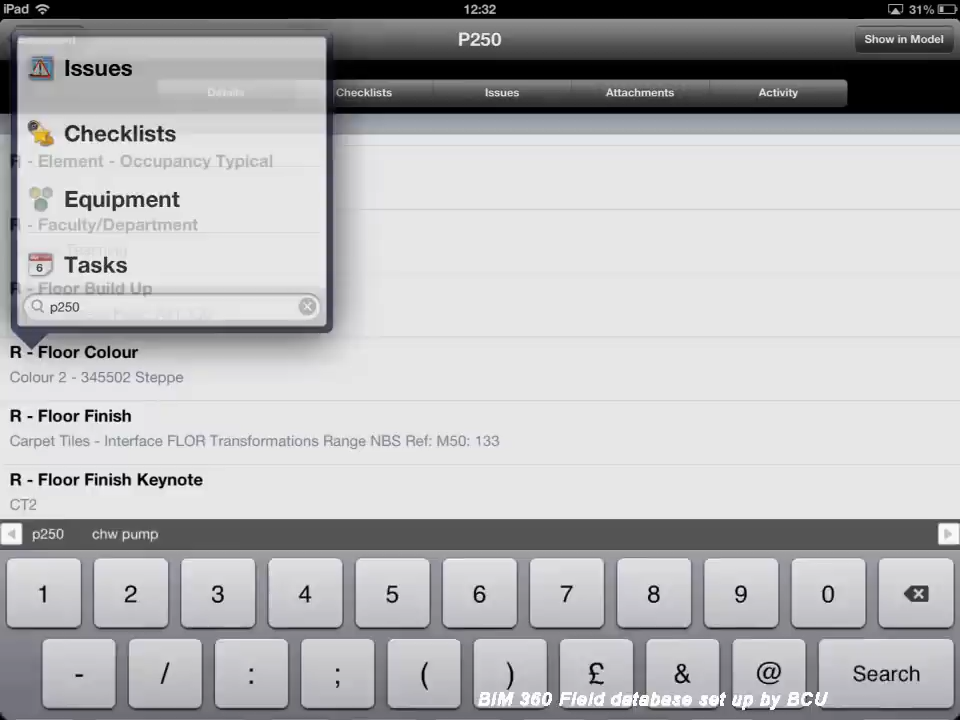 iPad 12:32 31%
P250 Show in Model
Details Checklists Issues Attachments Activity
Issues
Checklists
R - Element - Occupancy Typical
Equipment
R - Faculty/Department
Tasks
6
R - Floor Build Up
p250
R - Floor Colour
Colour 2 - 345502 Steppe
R - Floor Finish
Carpet Tiles - Interface FLOR Transformations Range NBS Ref: M50: 133
R - Floor Finish Keynote
CT2
p250 chw pump
1 2 3 4 5 6 7 8 9 0
- / : ; ( ) £ & @ Search
BIM 360 Field database set up by BCU